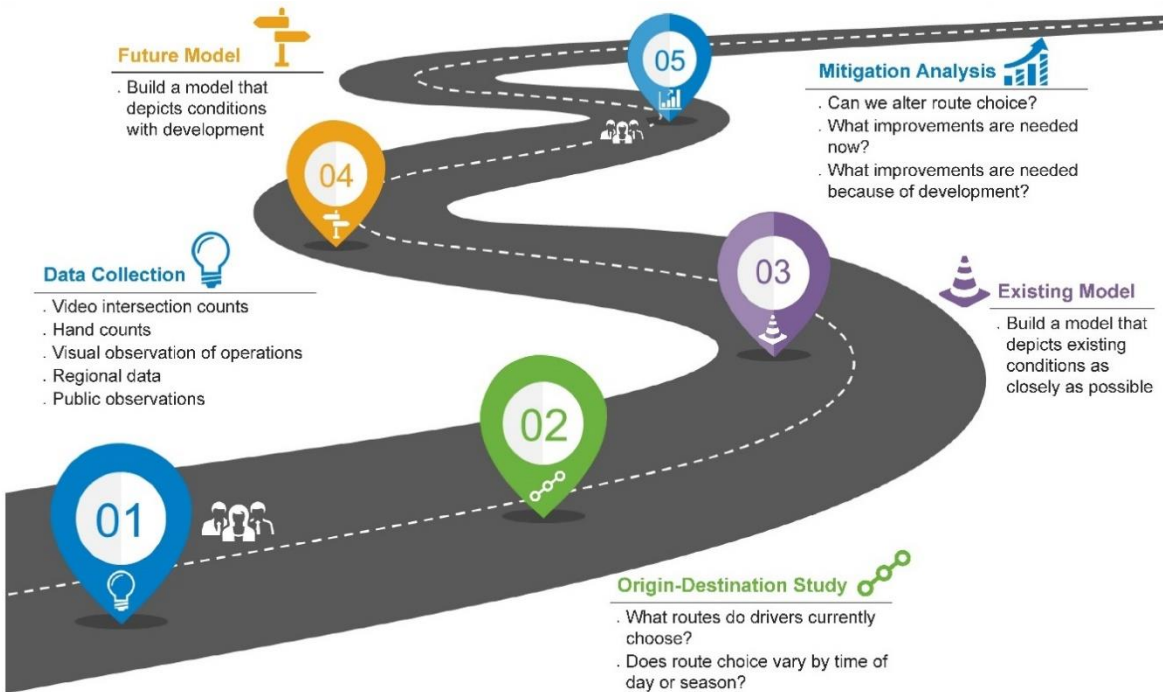 Future Model
. Build a model that
depicts conditions
with development
05
Mitigation Analysis
. Can we alter route choice?
. What improvements are needed
now?
. What improvements are needed
because of development?
04
Data Collection
. Video intersection counts
. Hand counts
. Visual observation of operations
. Regional data
. Public observations
03
Existing Model
. Build a model that
depicts existing
conditions as
closely as possible
02
01
Origin-Destination Study
. What routes do drivers currently
choose?
. Does route choice vary by time of
day or season?